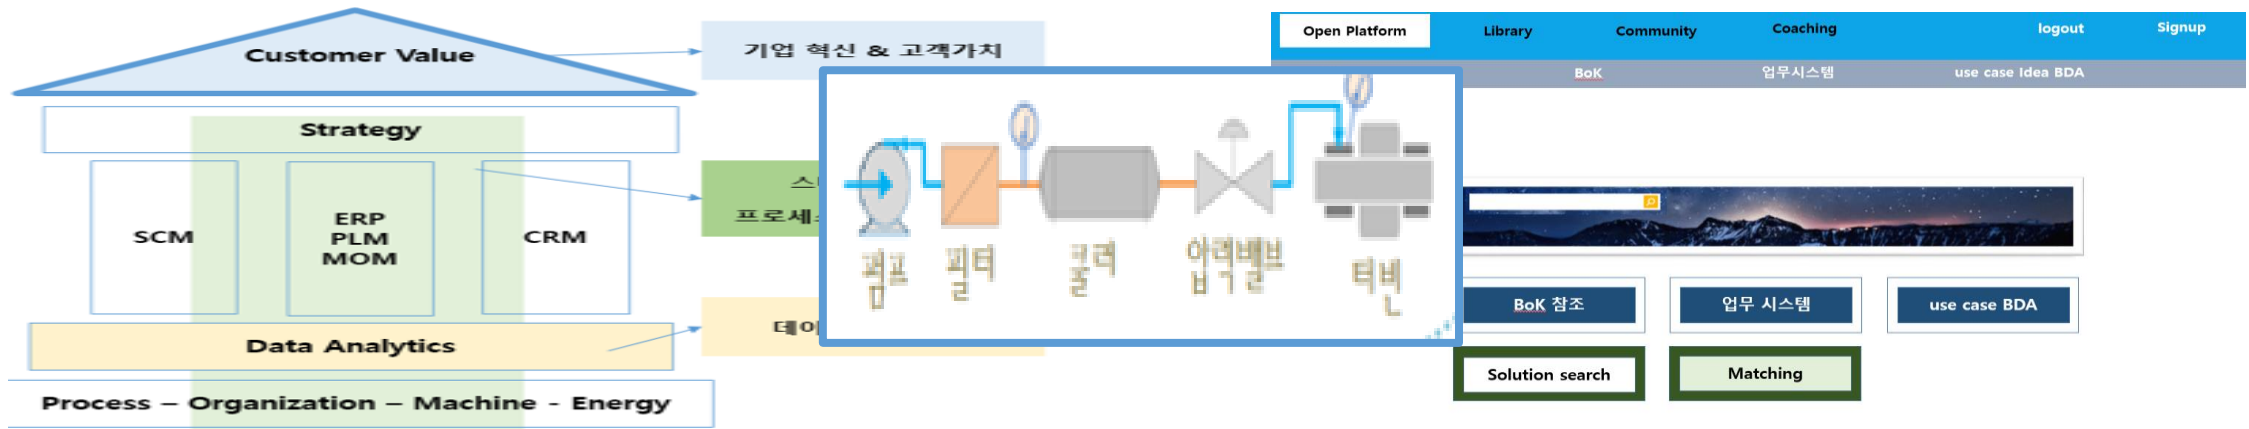 Customer Value
Strategy
SCM
ERP
PLM
MOM
CRM
Data Analytics
Process – Organization – Machine - Energy
기업 혁신 & 고객가치
프로세
데이
펌프
필터
쿨러
압력밸브
터빈
Open Platform
Library
Community
Coaching
logout
Signup
BoK
업무시스템
use case Idea BDA
BoK 참조
업무 시스템
use case BDA
Solution search
Matching